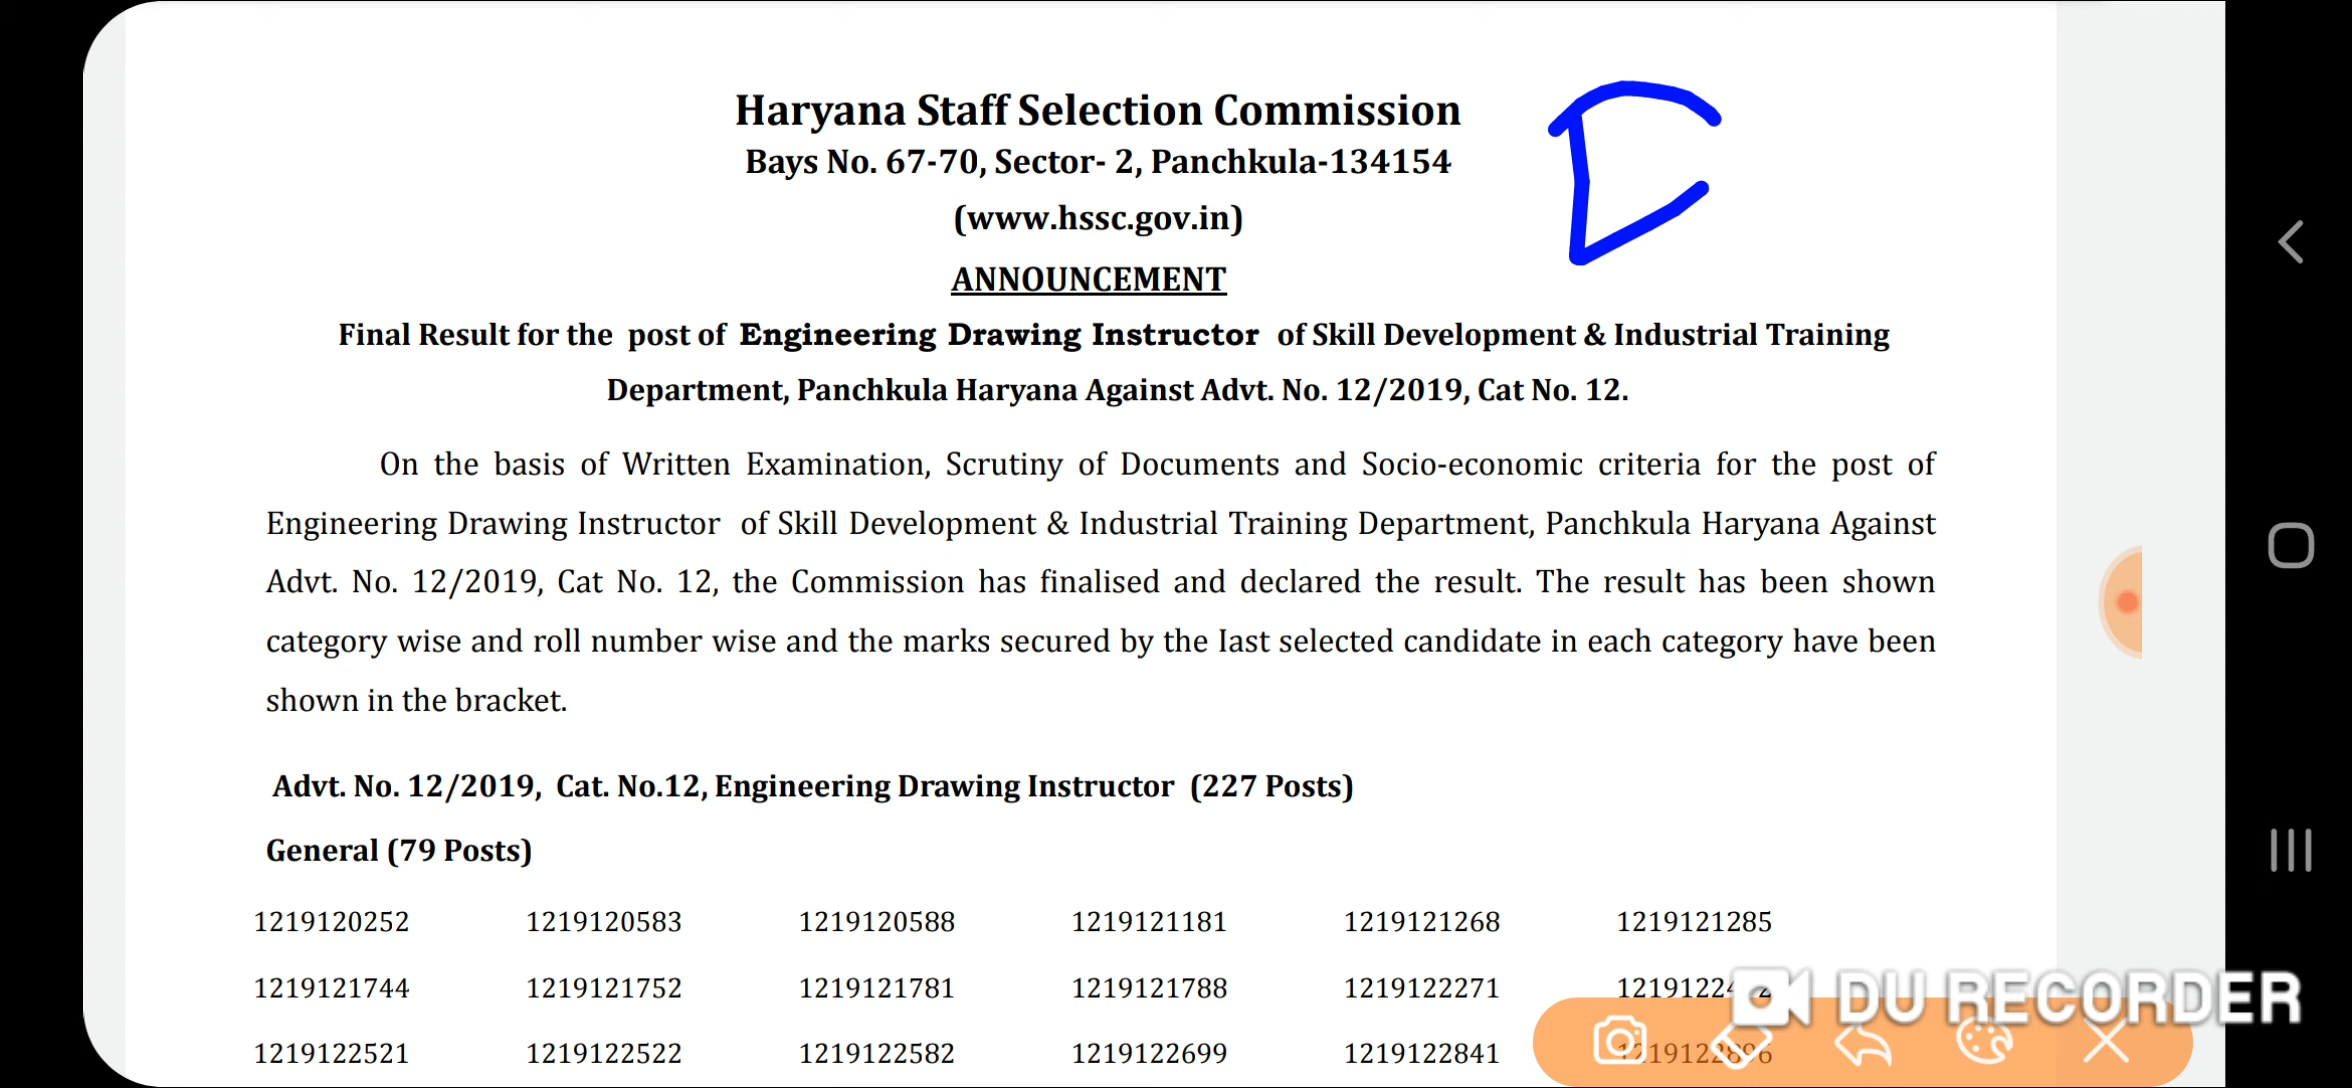 Haryana Staff Selection Commission
Bays No. 67-70, Sector- 2, Panchkula-134154
(www.hssc.gov.in)
ANNOUNCEMENT
Final Result for the post of Engineering Drawing Instructor of Skill Development & Industrial Training
Department, Panchkula Haryana Against Advt. No. 12/2019, Cat No. 12.
On the basis of Written Examination, Scrutiny of Documents and Socio-economic criteria for the post of
Engineering Drawing Instructor of Skill Development & Industrial Training Department, Panchkula Haryana Against
Advt. No. 12/2019, Cat No. 12, the Commission has finalised and declared the result. The result has been shown
category wise and roll number wise and the marks secured by the Iast selected candidate in each category have been
shown in the bracket.
Advt. No. 12/2019, Cat. No.12, Engineering Drawing Instructor (227 Posts)
General (79 Posts)
1219120252 1219120583 1219120588 1219121181 1219121268 1219121285
1219121744 1219121752 1219121781 1219121788 1219122271
DU RECORDER
1219122521 1219122522 1219122582 1219122699 1219122841